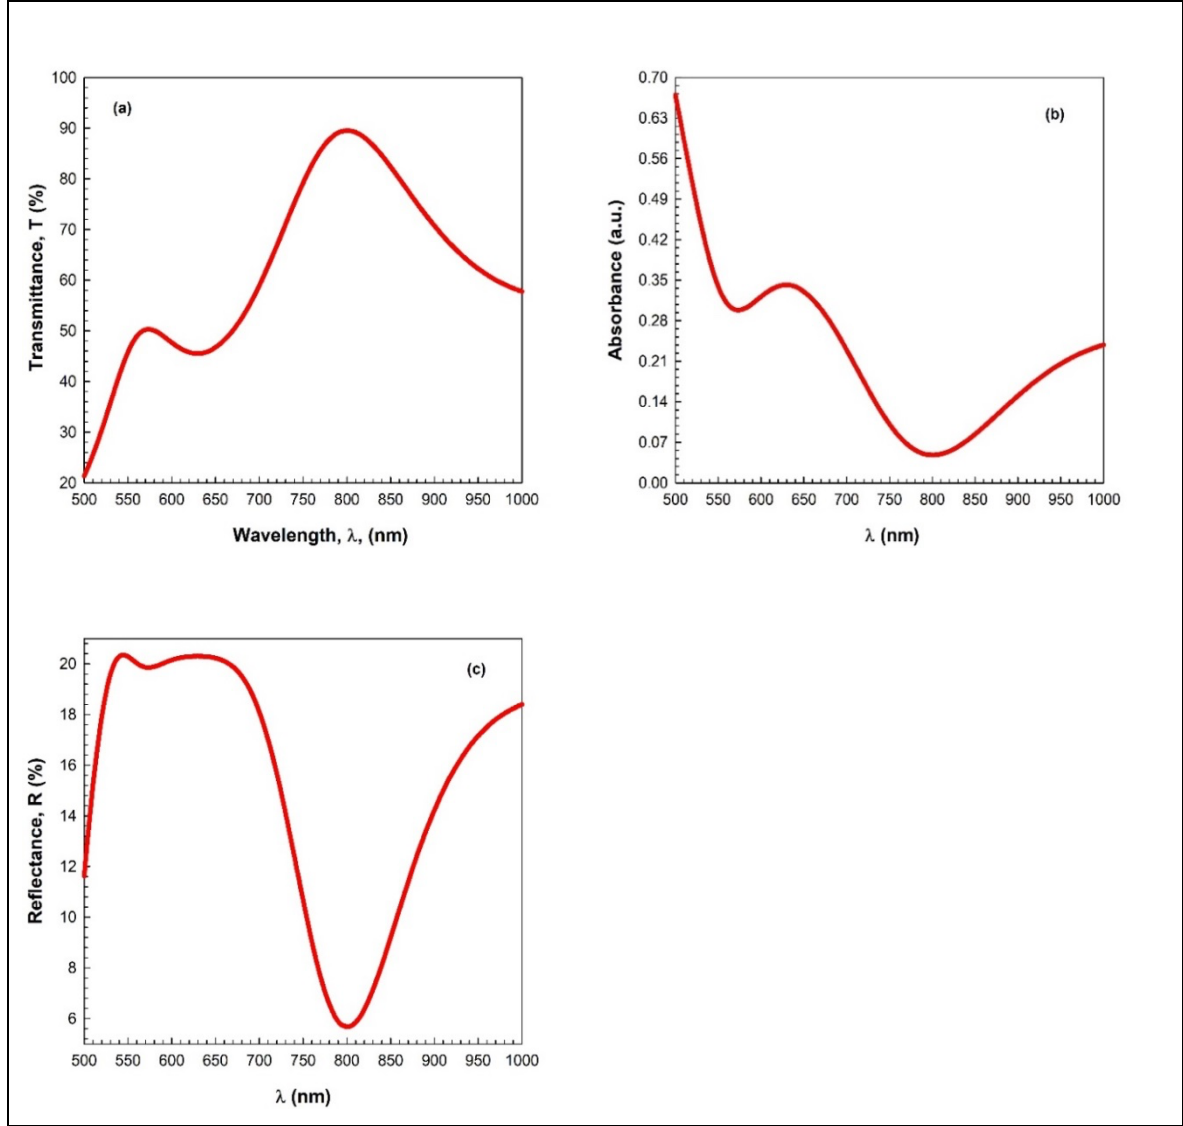 (a)
Transmittance, T (%)
100
90
80
70
60
50
40
30
20
500 550 600 650 700 750 800 850 900 950 1000
Wavelength, λ, (nm)
(b)
Absorbance (a.u.)
0.70
0.63
0.56
0.49
0.42
0.35
0.28
0.21
0.14
0.07
0.00
500 550 600 650 700 750 800 850 900 950 1000
λ (nm)
(c)
Reflectance, R (%)
20
18
16
14
12
10
8
6
500 550 600 650 700 750 800 850 900 950 1000
λ (nm)